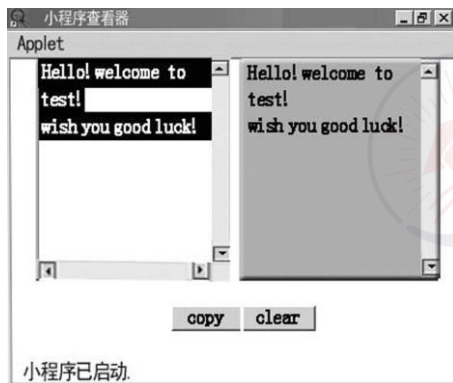 小程序查看器
Applet
Hello! welcome to
test!
wish you good luck!
Hello! welcome to
test!
wish you good luck!
copy
clear
小程序已启动.